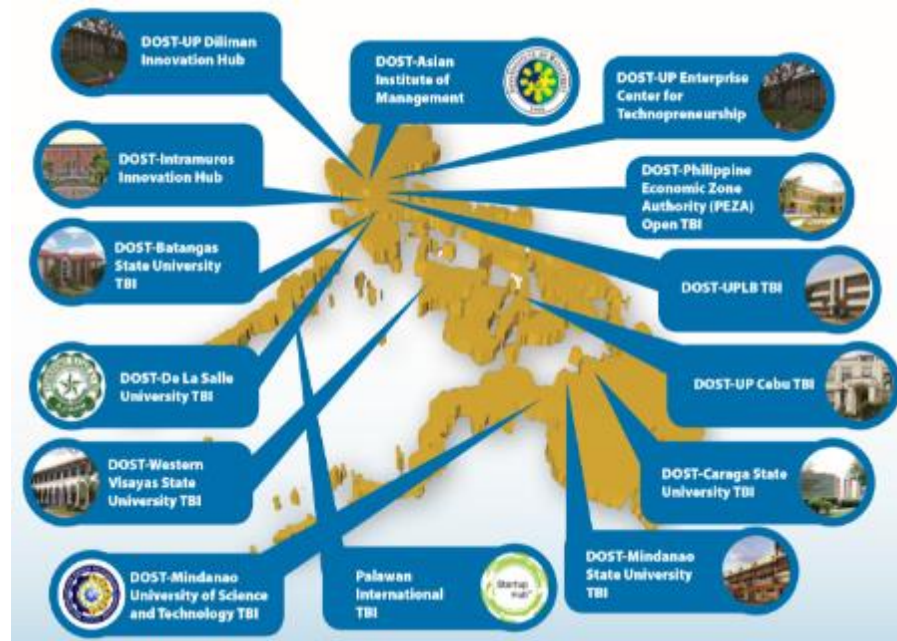 DOST-UP Diliman
Innovation Hub
DOST-Asian
Institute of
Management
DOST-UP Enterprise
Center for
Technopreneurship
DOST-Intramuros
Innovation Hub
DOST-Philippine
Economic Zone
Authority (PEZA)
Open TBI
DOST-Batangas
State University
TBI
DOST-UPLB TBI
DOST-De La Salle
University TBI
DOST-UP Cebu TBI
DOST-Western
Visayas State
University TBI
DOST-Caraga State
University TBI
DOST-Mindanao
University of Science
and Technology TBI
Palawan
International
TBI
Startup
Hub
DOST-Mindanao
State University
TBI